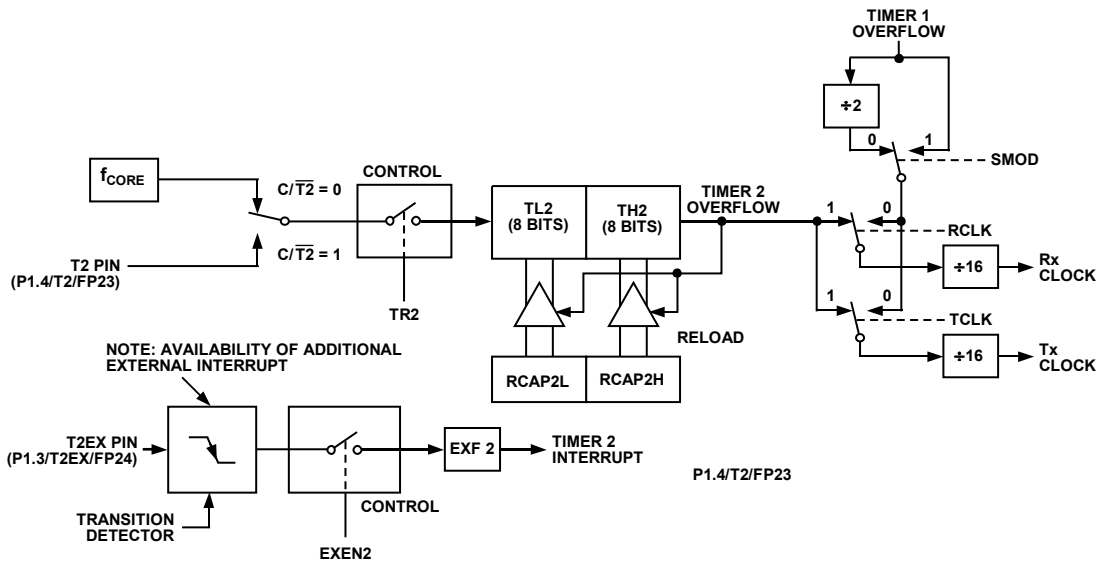 TIMER 1
OVERFLOW
÷2
0
1
SMOD
fCORE
C/T̅2̅ = 0
CONTROL
TL2
(8 BITS)
TH2
(8 BITS)
TIMER 2
OVERFLOW
1
0
RCLK
T2 PIN
(P1.4/T2/FP23)
C/T̅2̅ = 1
÷16
Rx
CLOCK
TR2
1
0
TCLK
RELOAD
÷16
Tx
CLOCK
NOTE: AVAILABILITY OF ADDITIONAL
EXTERNAL INTERRUPT
RCAP2L
RCAP2H
T2EX PIN
(P1.3/T2EX/FP24)
EXF 2
TIMER 2
INTERRUPT
P1.4/T2/FP23
CONTROL
TRANSITION
DETECTOR
EXEN2